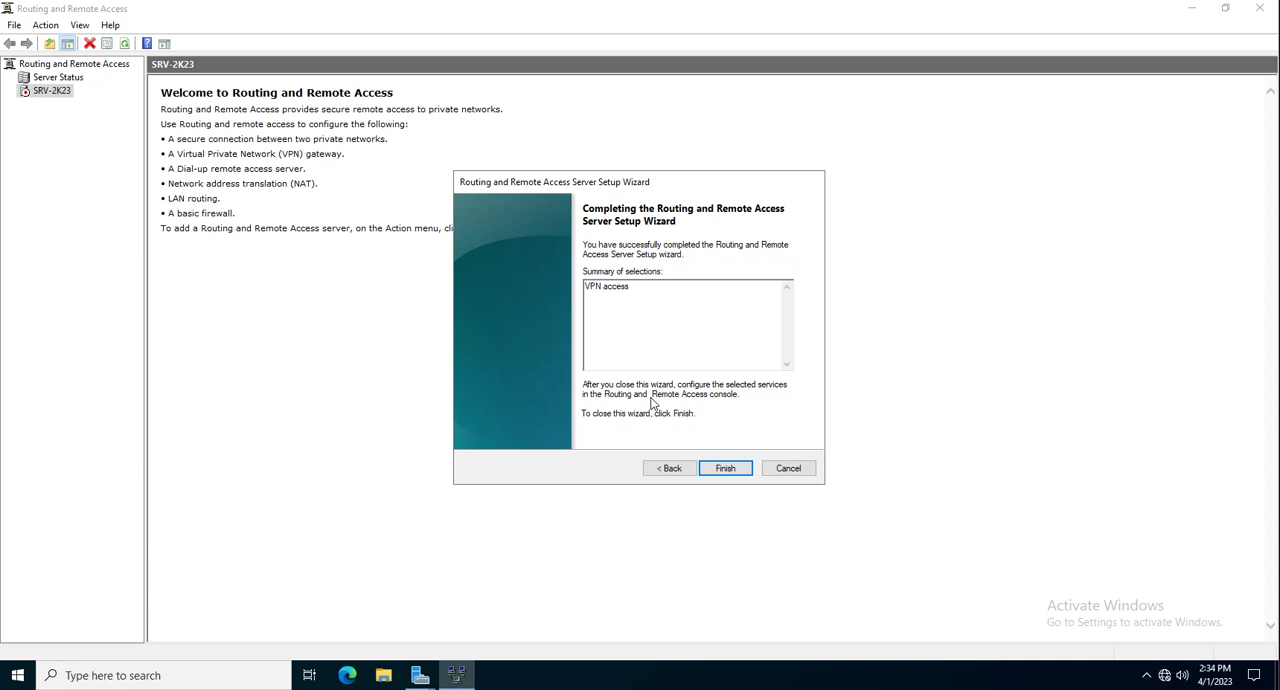 Routing and Remote Access
File Action View Help
Routing and Remote Access
Server Status
SRV-2K23
SRV-2K23
Welcome to Routing and Remote Access
Routing and Remote Access provides secure remote access to private networks.
Use Routing and remote access to configure the following:
• A secure connection between two private networks.
• A Virtual Private Network (VPN) gateway.
• A Dial-up remote access server.
• Network address translation (NAT).
• LAN routing.
• A basic firewall.
To add a Routing and Remote Access server, on the Action menu, cli
Routing and Remote Access Server Setup Wizard
Completing the Routing and Remote Access
Server Setup Wizard
You have successfully completed the Routing and Remote
Access Server Setup wizard.
Summary of selections:
VPN access
After you close this wizard, configure the selected services
in the Routing and Remote Access console.
To close this wizard, click Finish.
< Back Finish Cancel
Activate Windows
Go to Settings to activate Windows.
Type here to search
2:34 PM
4/1/2023